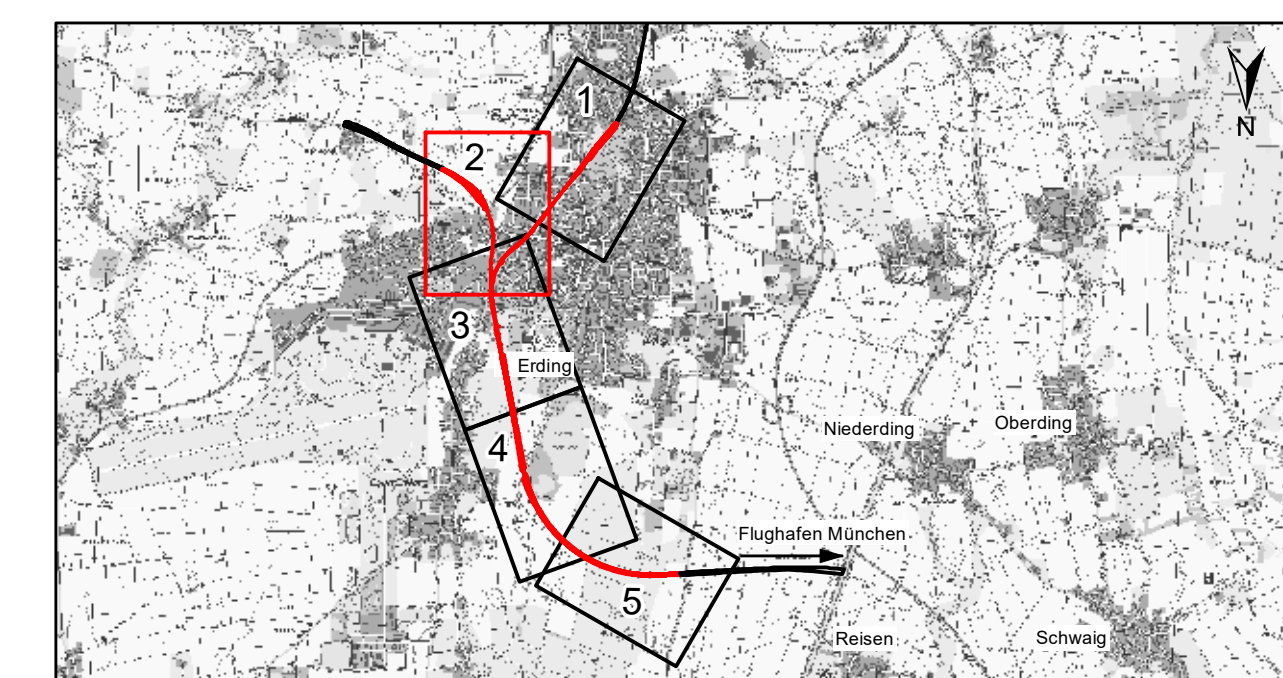 1
N
2
3
Erding
Niederding
Oberding
4
Flughafen München
5
Reisen
Schwaig